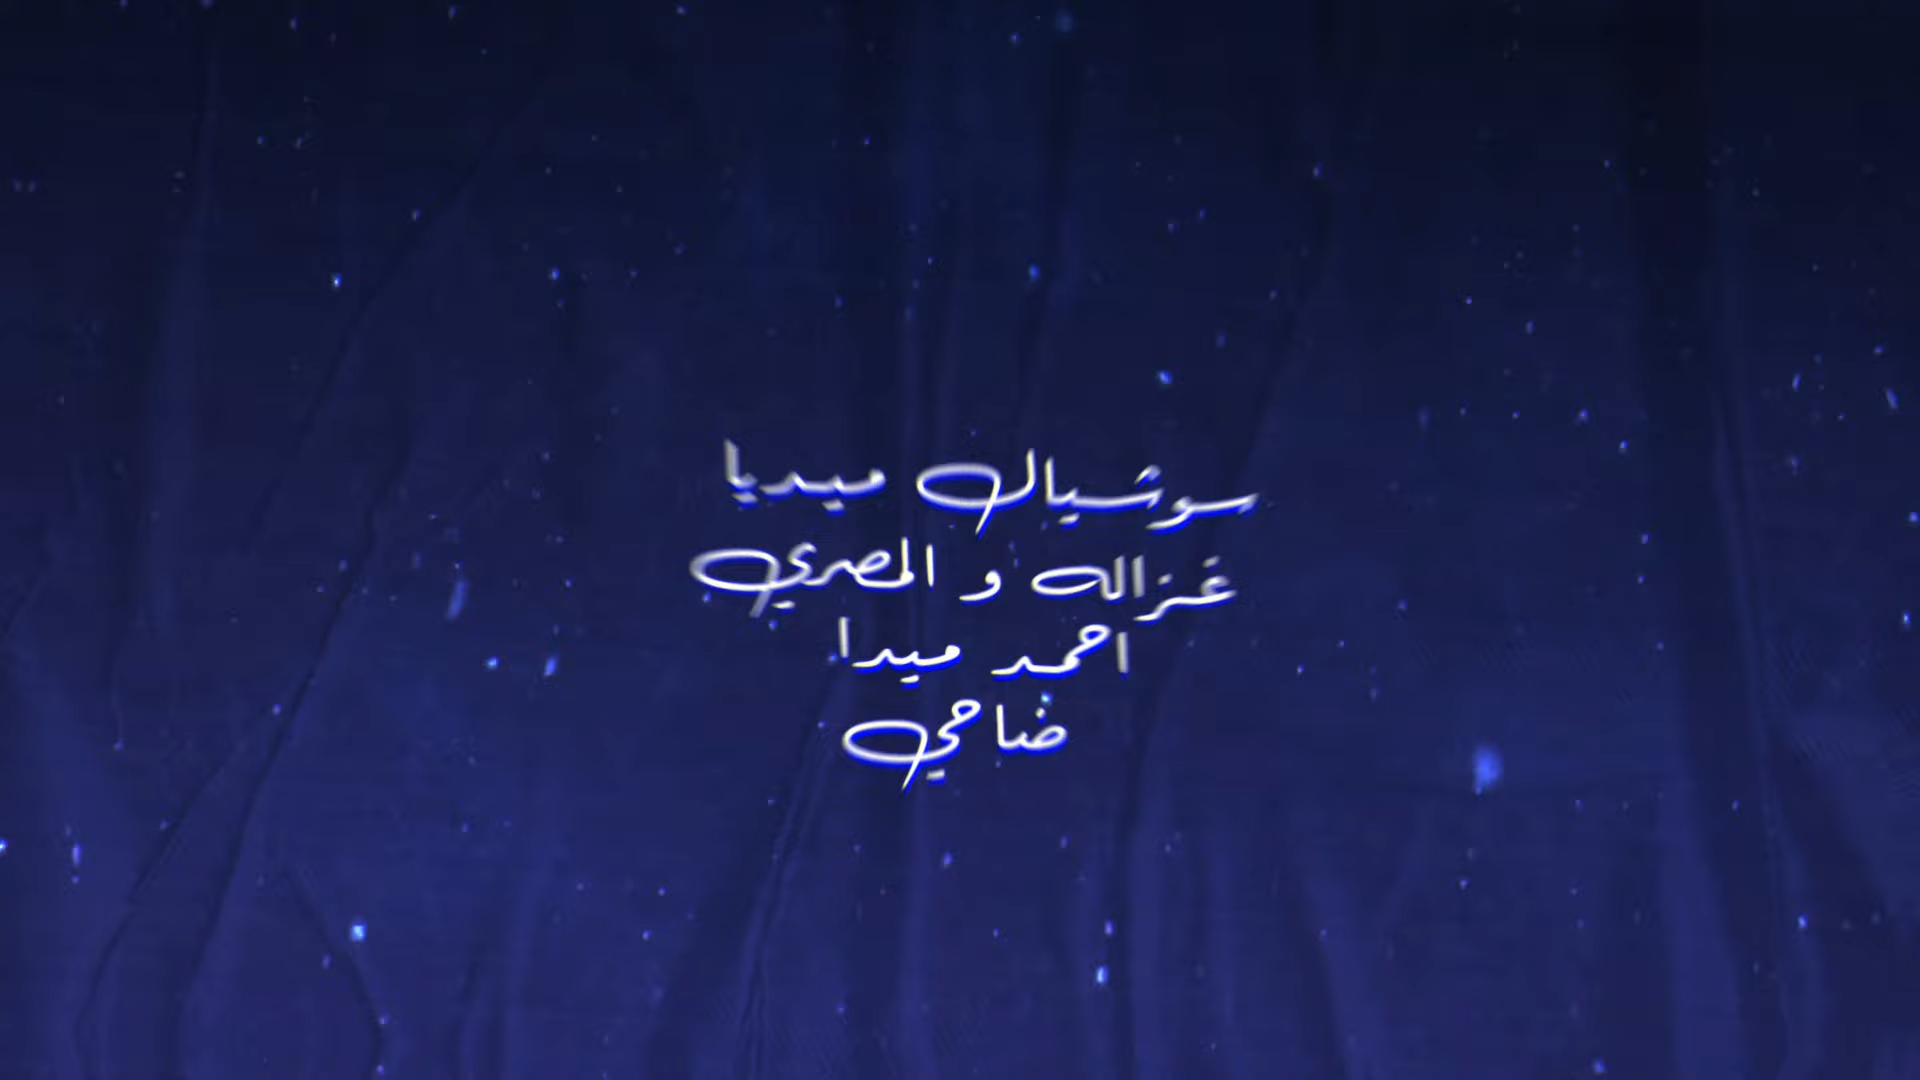 سوشيال ميديا
غزاله و المصري
احمد ميدا
ضاحي